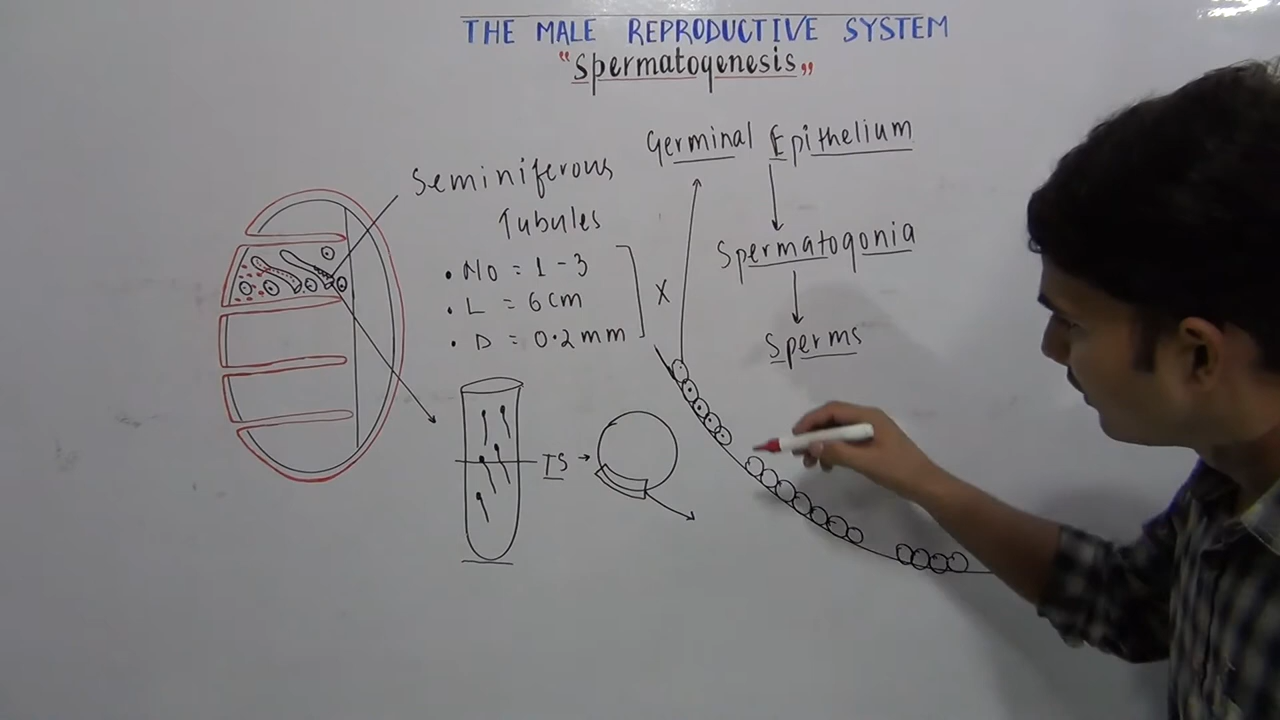 THE MALE REPRODUCTIVE SYSTEM
"Spermatogenesis"
Germinal Epithelium
Seminiferous
Tubules
• No = 1 - 3
• L = 6 cm
• D = 0.2 mm
X
Spermatogonia
Sperms
TS